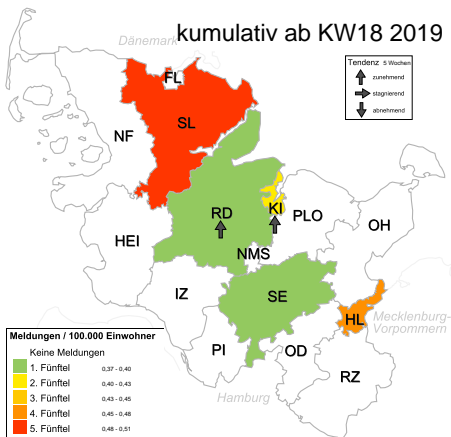 kumulativ ab KW18 2019
Dänemark
Tendenz 5 Wochen
zunehmend
stagnierend
abnehmend
FL
SL
NF
RD
KI
PLO
OH
HEI
NMS
IZ
SE
HL
Mecklenburg-
Vorpommern
PI
OD
RZ
Hamburg
Meldungen / 100.000 Einwohner
Keine Meldungen
1. Fünftel 0,37 - 0,40
2. Fünftel 0,40 - 0,43
3. Fünftel 0,43 - 0,45
4. Fünftel 0,45 - 0,48
5. Fünftel 0,48 - 0,51